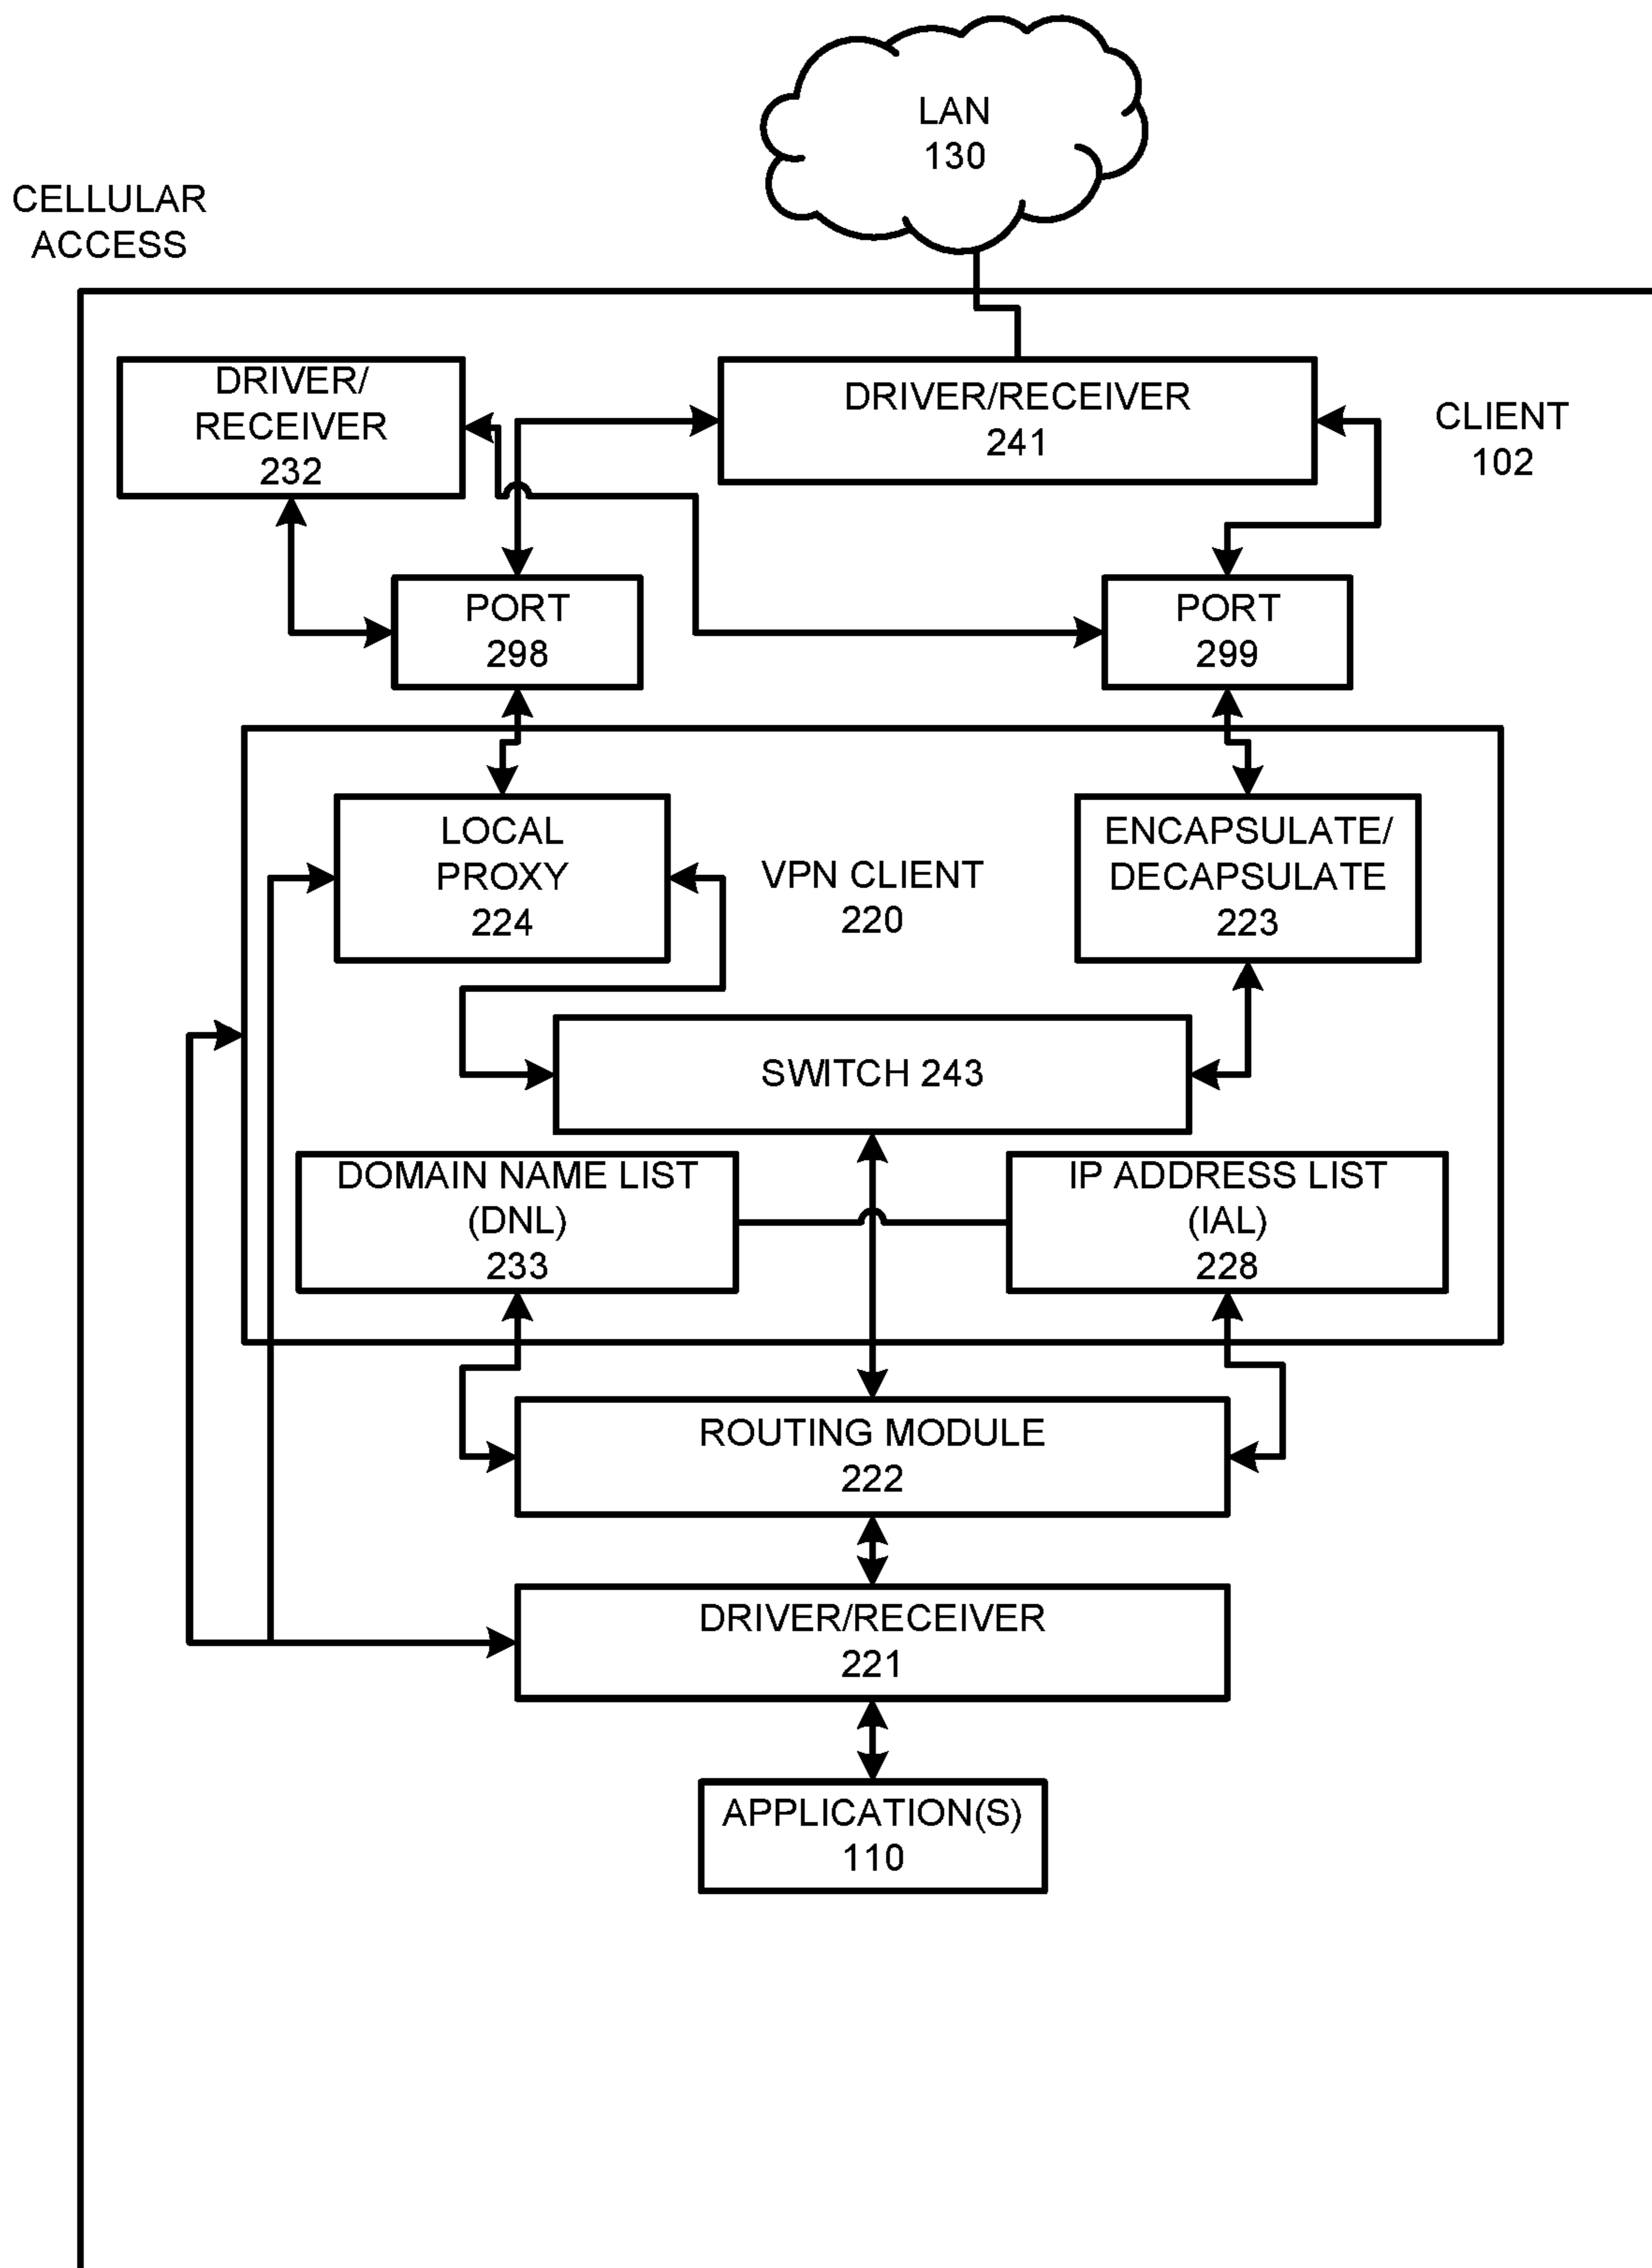 LAN
130
CELLULAR
ACCESS
DRIVER/
RECEIVER
232
DRIVER/RECEIVER
241
CLIENT
102
PORT
298
PORT
299
LOCAL
PROXY
224
VPN CLIENT
220
ENCAPSULATE/
DECAPSULATE
223
SWITCH 243
DOMAIN NAME LIST
(DNL)
233
IP ADDRESS LIST
(IAL)
228
ROUTING MODULE
222
DRIVER/RECEIVER
221
APPLICATION(S)
110